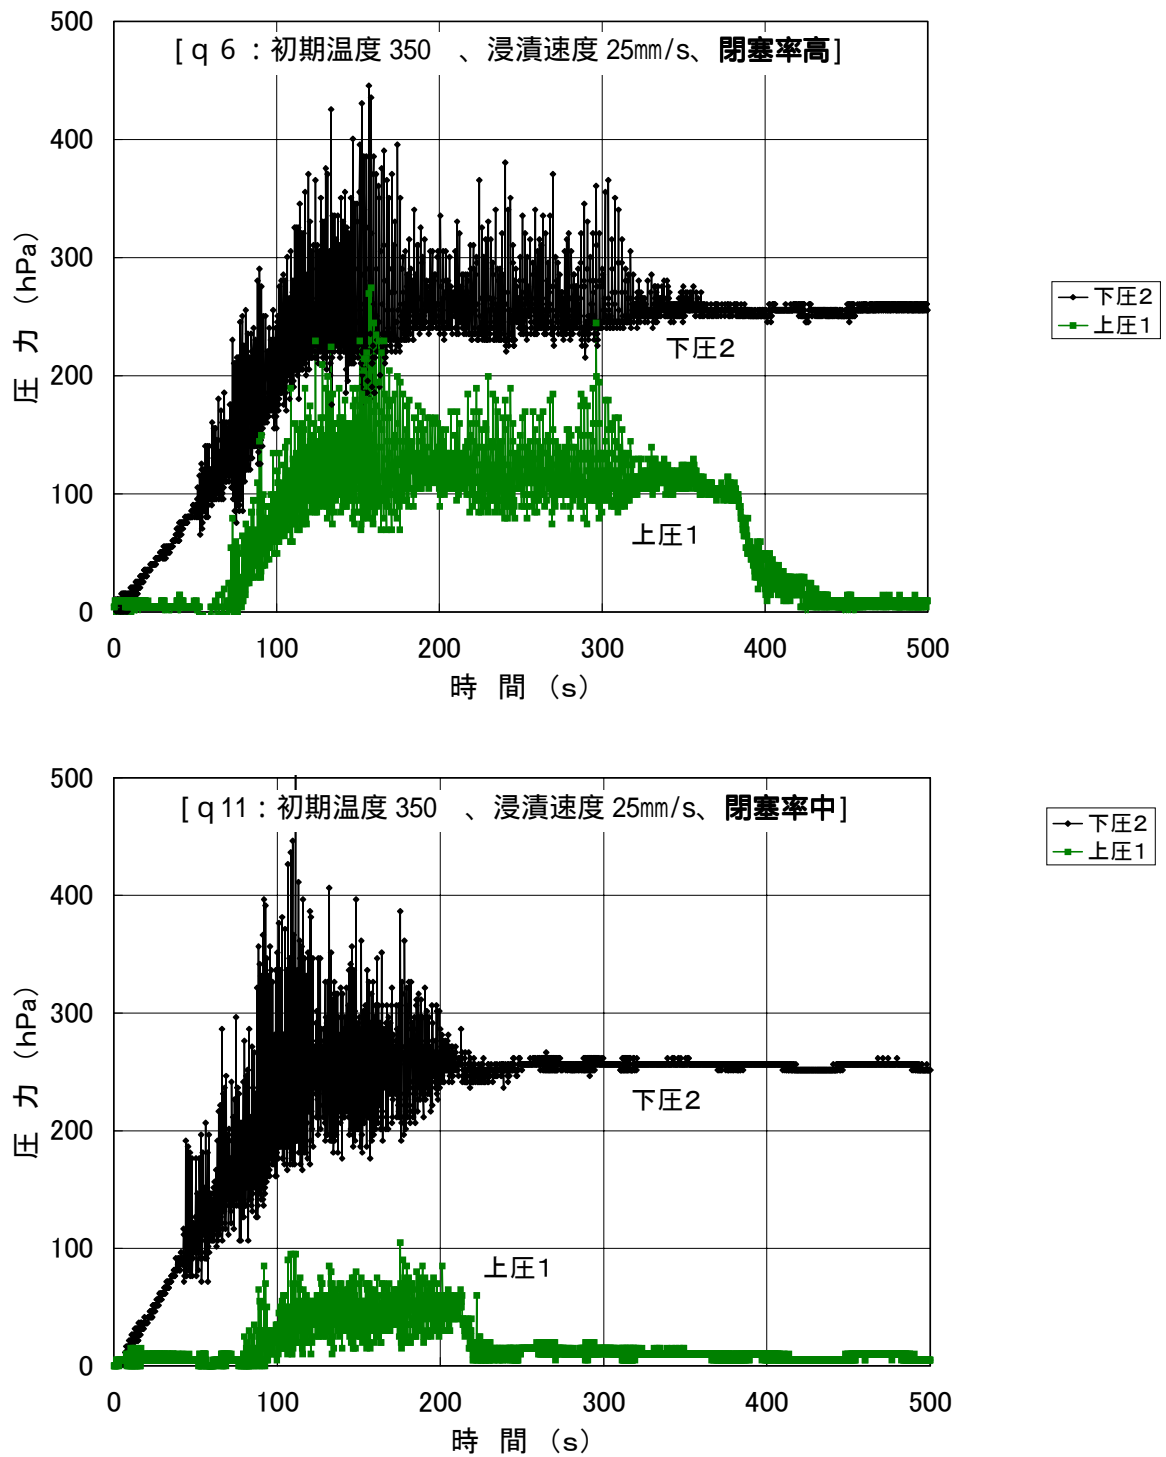 500
[ q 6 : 初期温度 350 、浸漬速度 25㎜/s、閉塞率高]
400
300
200
100
0
圧 力 (hPa)
下圧2
上圧1
下圧2
上圧1
0 100 200 300 400 500
時 間 (s)
500
[ q 11 : 初期温度 350 、浸漬速度 25㎜/s、閉塞率中]
400
300
200
100
0
圧 力 (hPa)
下圧2
上圧1
下圧2
上圧1
0 100 200 300 400 500
時 間 (s)